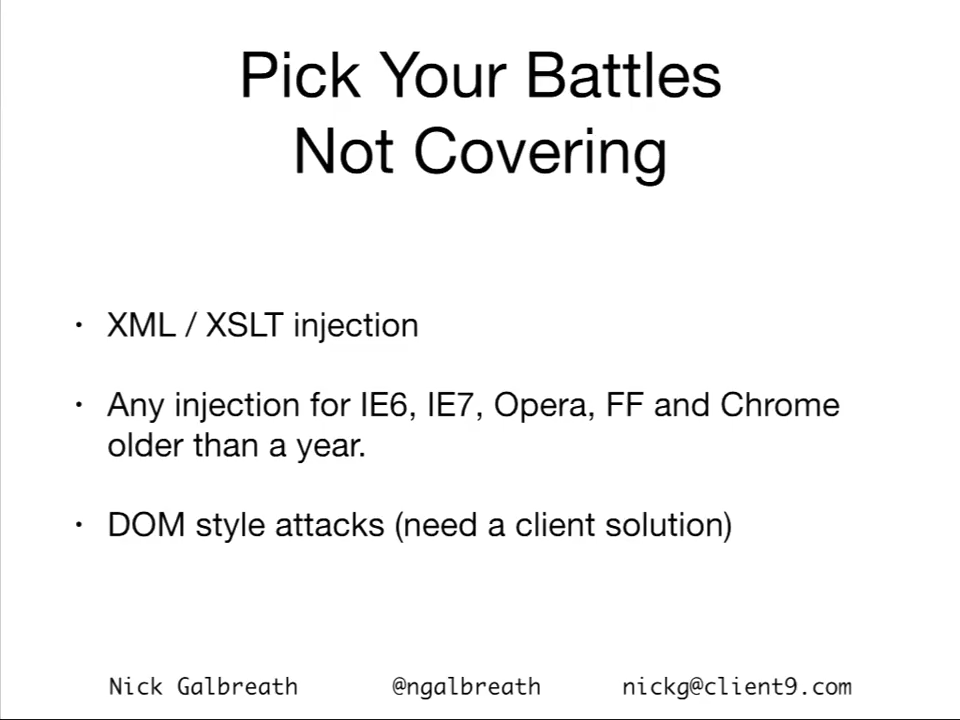 Pick Your Battles
Not Covering
• XML / XSLT injection
• Any injection for IE6, IE7, Opera, FF and Chrome
older than a year.
• DOM style attacks (need a client solution)
Nick Galbreath @ngalbreath nickg@client9.com